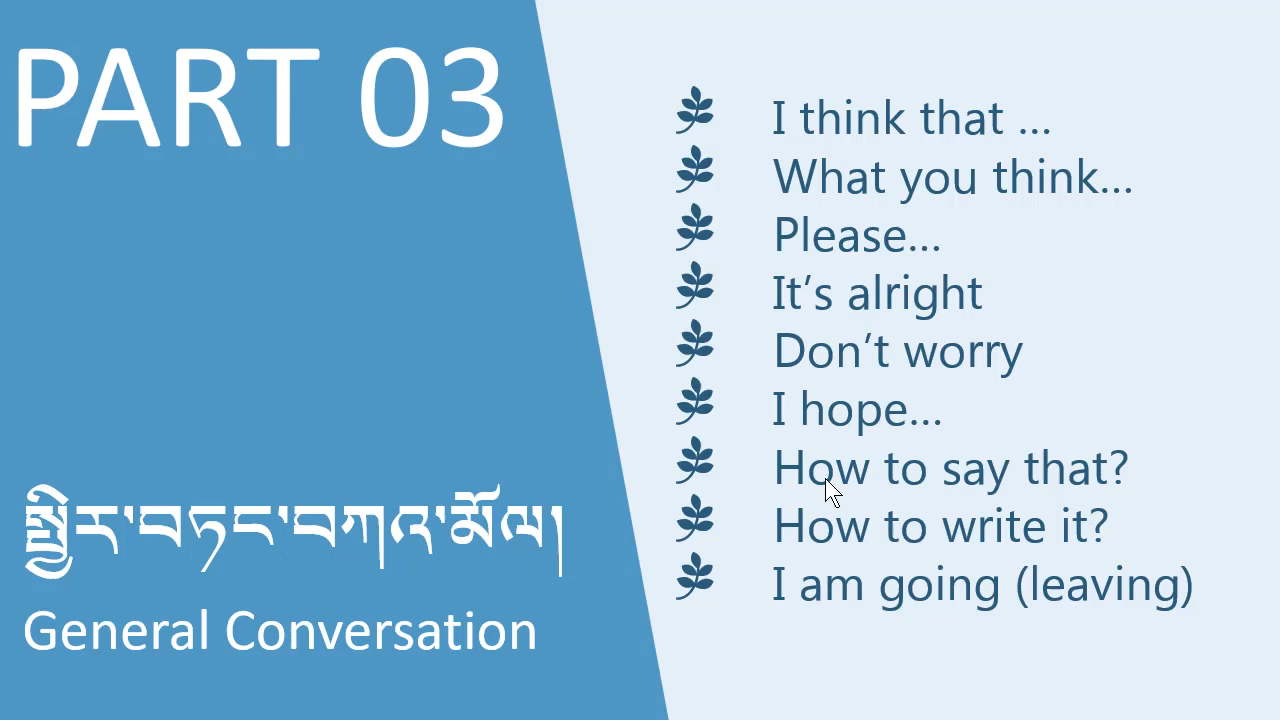 PART 03
སྤྱིར་བཏང་བཀའ་མོལ།
General Conversation
I think that ...
What you think...
Please...
It’s alright
Don’t worry
I hope...
How to say that?
How to write it?
I am going (leaving)